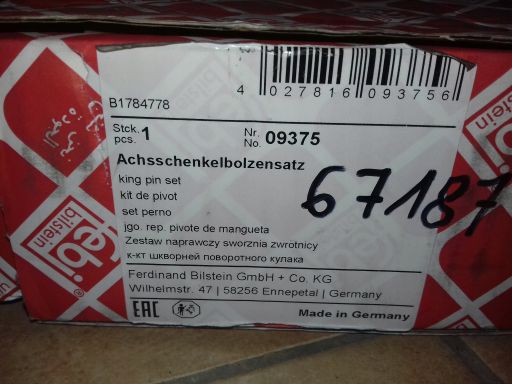 B1784778
4 027816 093756
Stck. 1 Nr. 09375
pcs. No.
Achsschenkelbolzensatz
king pin set
kit de pivot
set perno
jgo. rep. pivote de mangueta
Zestaw naprawczy sworznia zwrotnicy
к-кт шкворней поворотного кулака
67187
Ferdinand Bilstein GmbH + Co. KG
Wilhelmstr. 47 | 58256 Ennepetal | Germany
EAC
Made in Germany
febi
bilstein
bilstein